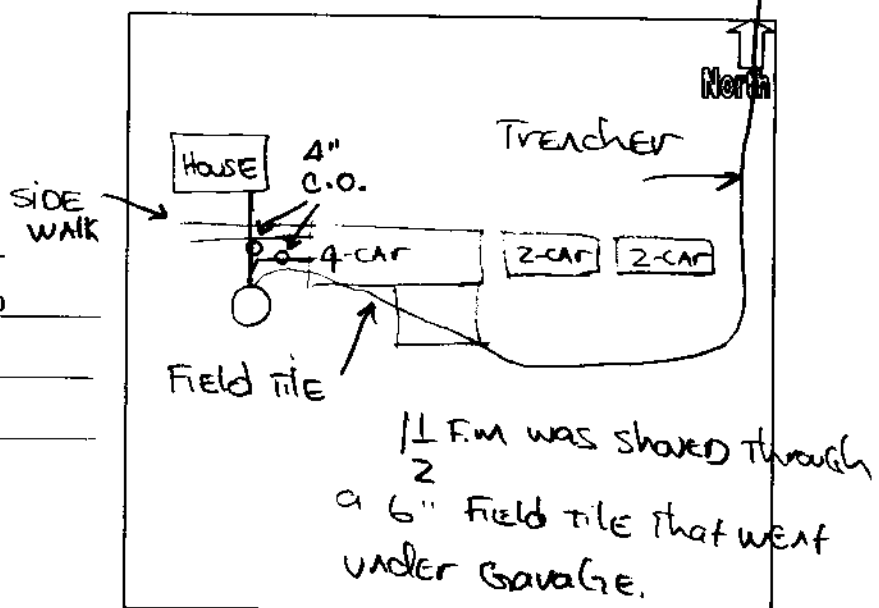 North
Trencher
House
4"
C.O.
SiDE
WAlk
4-CAr
2-CAr
2-CAr
FiEld TilE
1 1/2 F.M was shoved through
a 6" FiEld TilE that wEnt
undEr GaraGE.